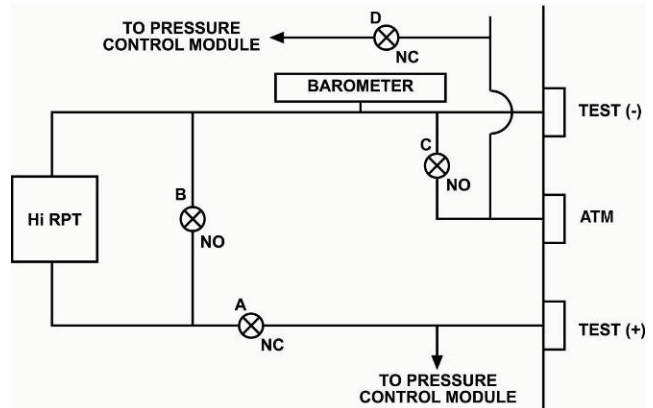 D
TO PRESSURE
CONTROL MODULE
NC
BAROMETER
TEST (-)
C
NO
B
Hi RPT
NO
ATM
A
NC
TEST (+)
TO PRESSURE
CONTROL MODULE